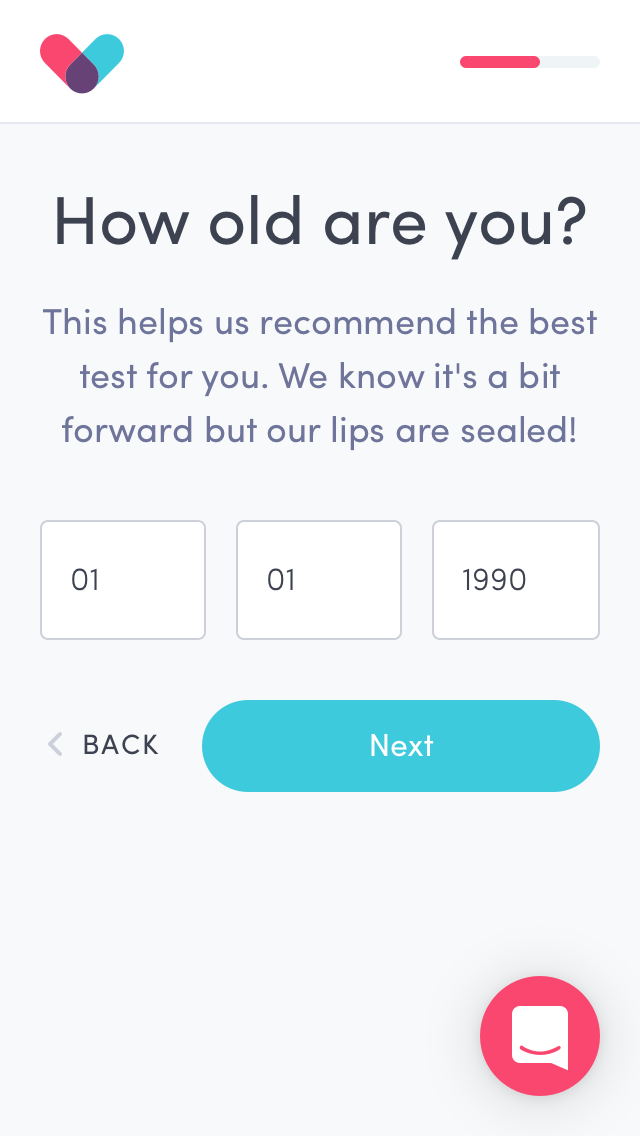 How old are you?
This helps us recommend the best
test for you. We know it's a bit
forward but our lips are sealed!
01 01 1990
BACK Next